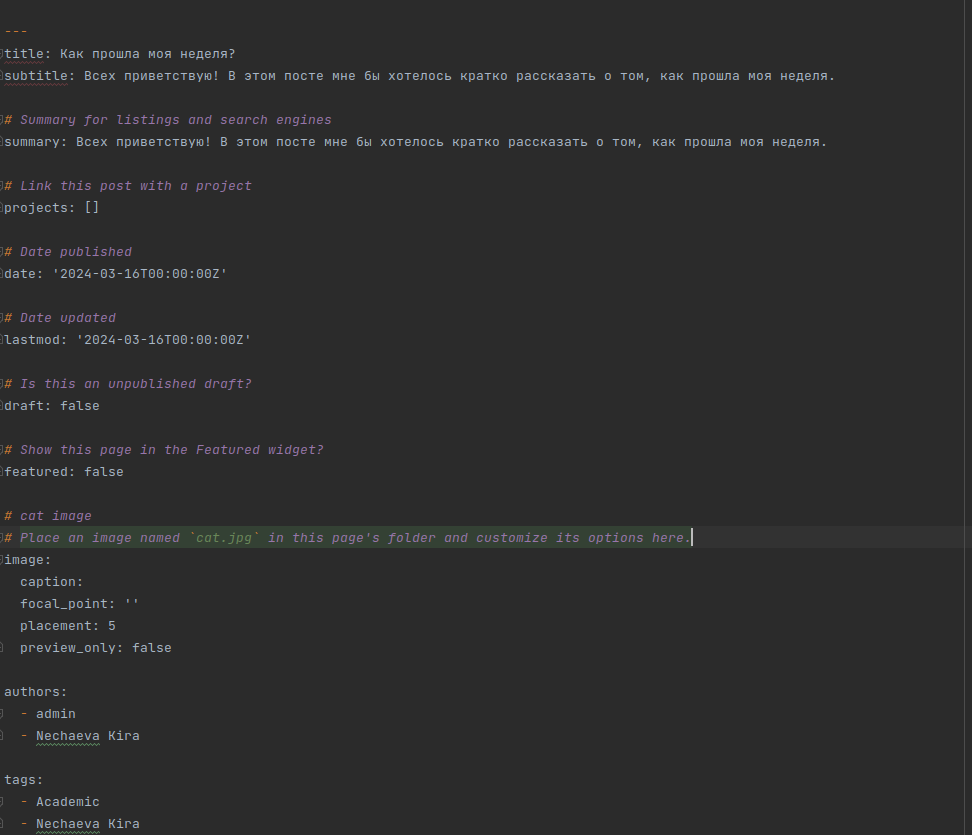 ---
title: Как прошла моя неделя?
subtitle: Всех приветствую! В этом посте мне бы хотелось кратко рассказать о том, как прошла моя неделя.
# Summary for listings and search engines
summary: Всех приветствую! В этом посте мне бы хотелось кратко рассказать о том, как прошла моя неделя.
# Link this post with a project
projects: []
# Date published
date: '2024-03-16T00:00:00Z'
# Date updated
lastmod: '2024-03-16T00:00:00Z'
# Is this an unpublished draft?
draft: false
# Show this page in the Featured widget?
featured: false
# cat image
# Place an image named `cat.jpg` in this page's folder and customize its options here.
image:
  caption:
  focal_point: ''
  placement: 5
  preview_only: false
authors:
  - admin
  - Nechaeva Kira
tags:
  - Academic
  - Nechaeva Kira